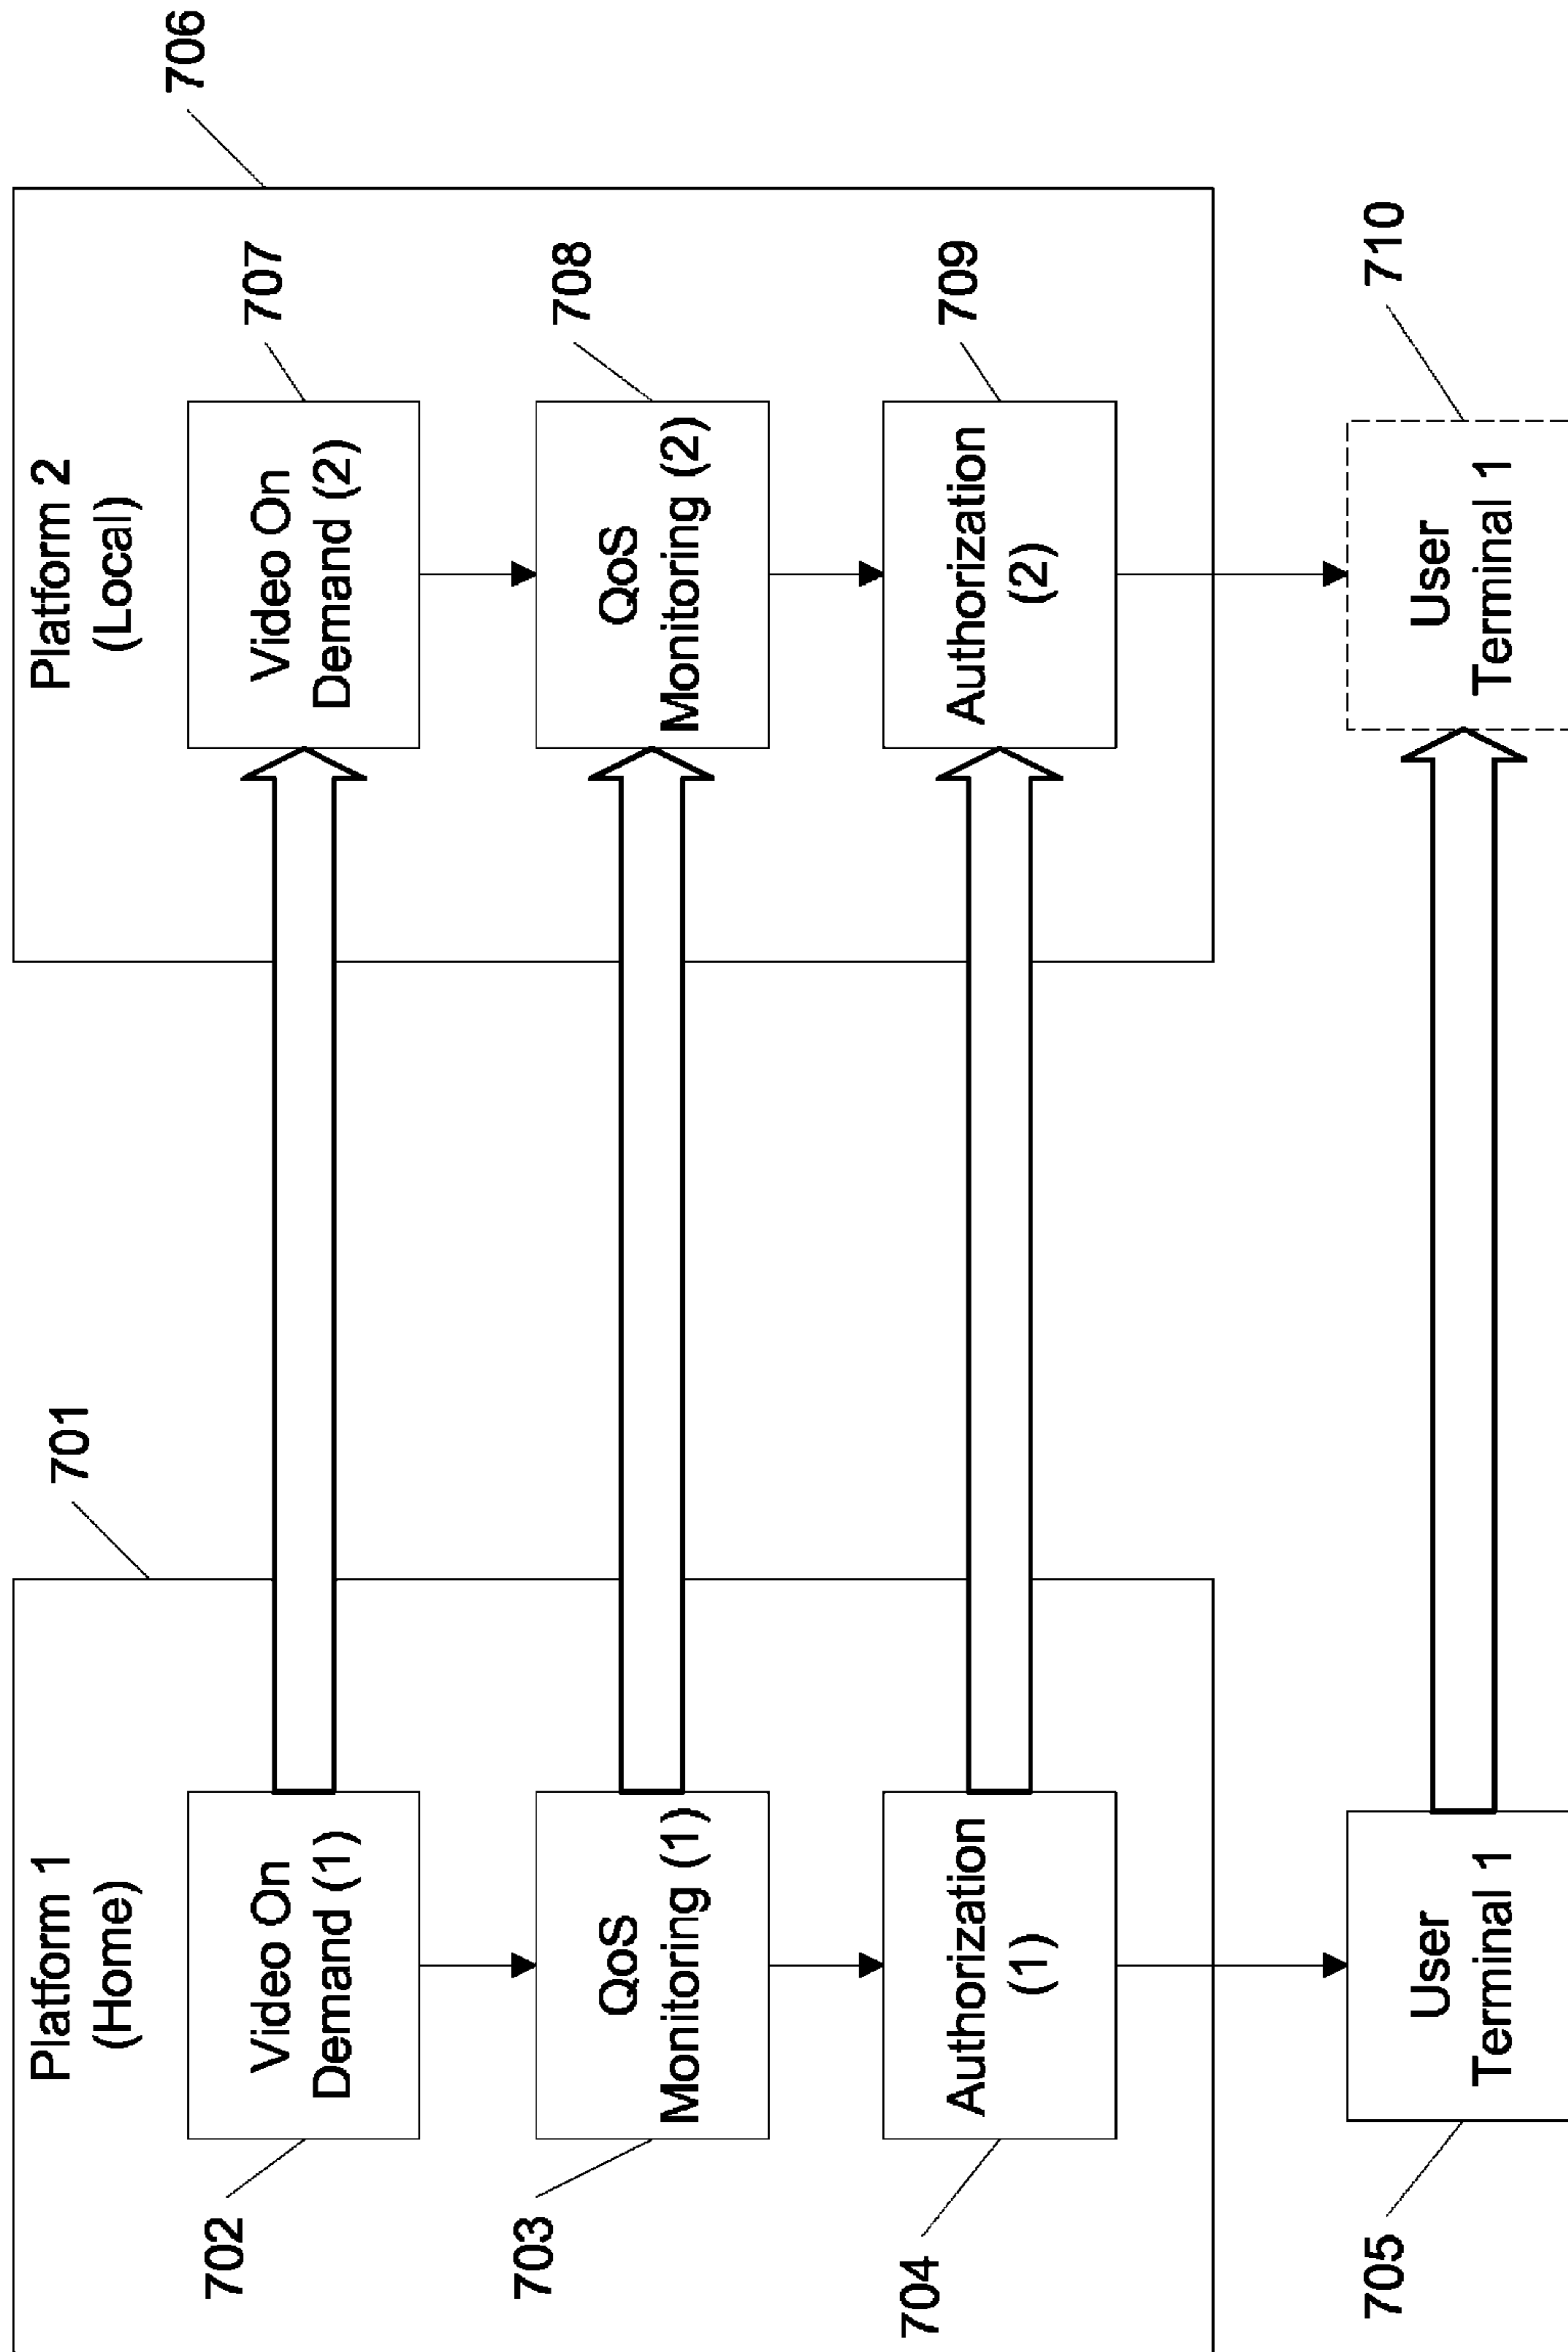 Platform 1
(Home)
701
Video On
Demand (1)
702
QoS
Monitoring (1)
703
Authorization
(1)
704
User
Terminal 1
705
Platform 2
(Local)
706
Video On
Demand (2)
707
QoS
Monitoring (2)
708
Authorization
(2)
709
User
Terminal 1
710